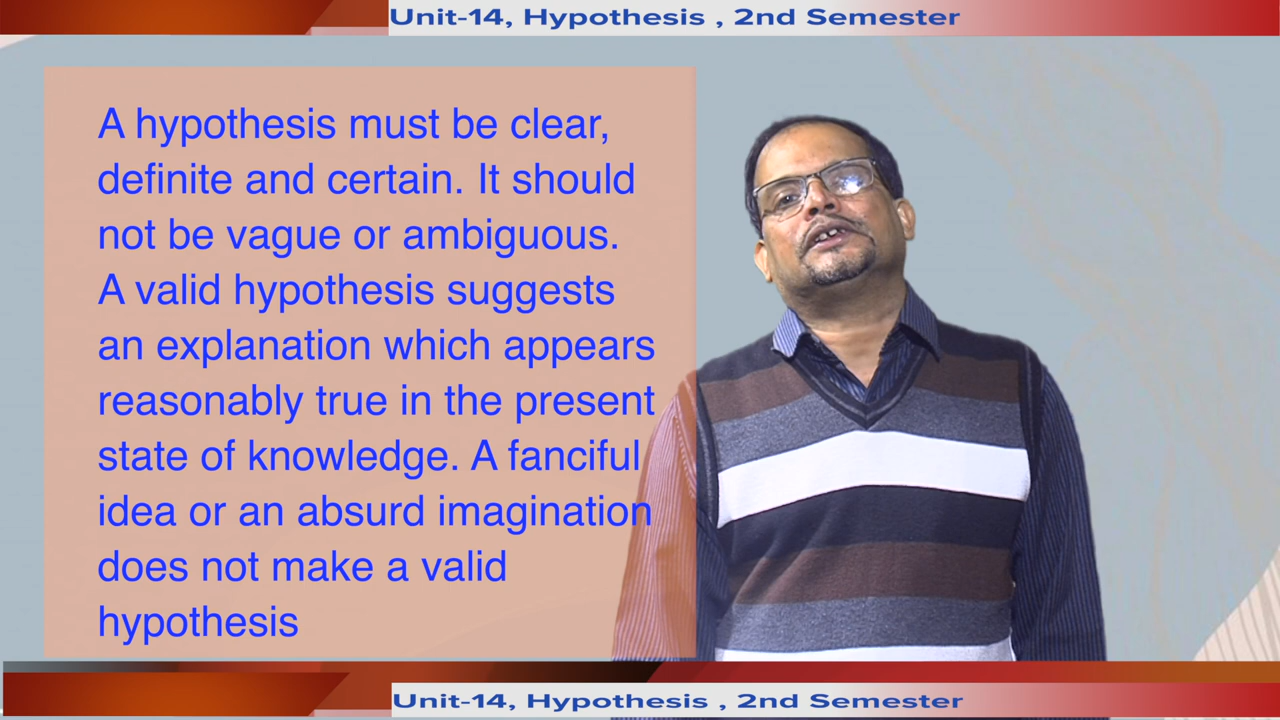 Unit-14, Hypothesis , 2nd Semester
A hypothesis must be clear,
definite and certain. It should
not be vague or ambiguous.
A valid hypothesis suggests
an explanation which appears
reasonably true in the present
state of knowledge. A fanciful
idea or an absurd imagination
does not make a valid
hypothesis
Unit-14, Hypothesis , 2nd Semester